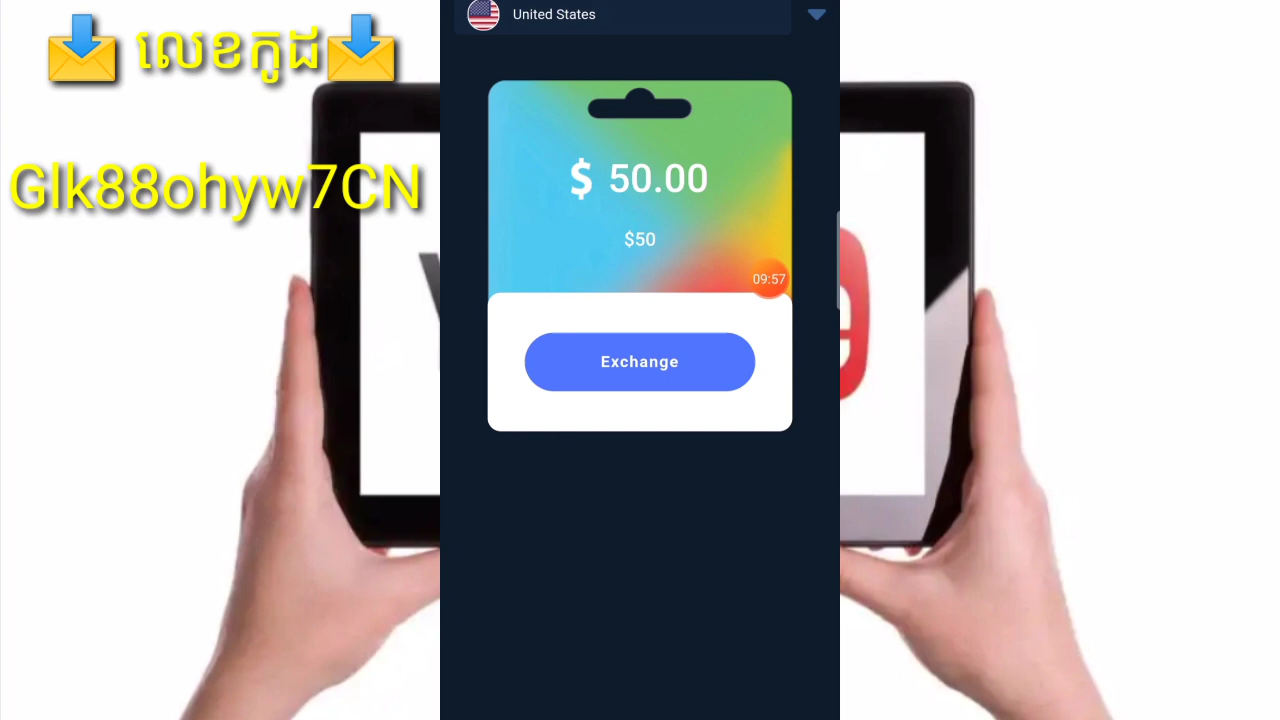 លេខកូដ
Glk88ohyw7CN
United States
$ 50.00
$50
09:57
Exchange